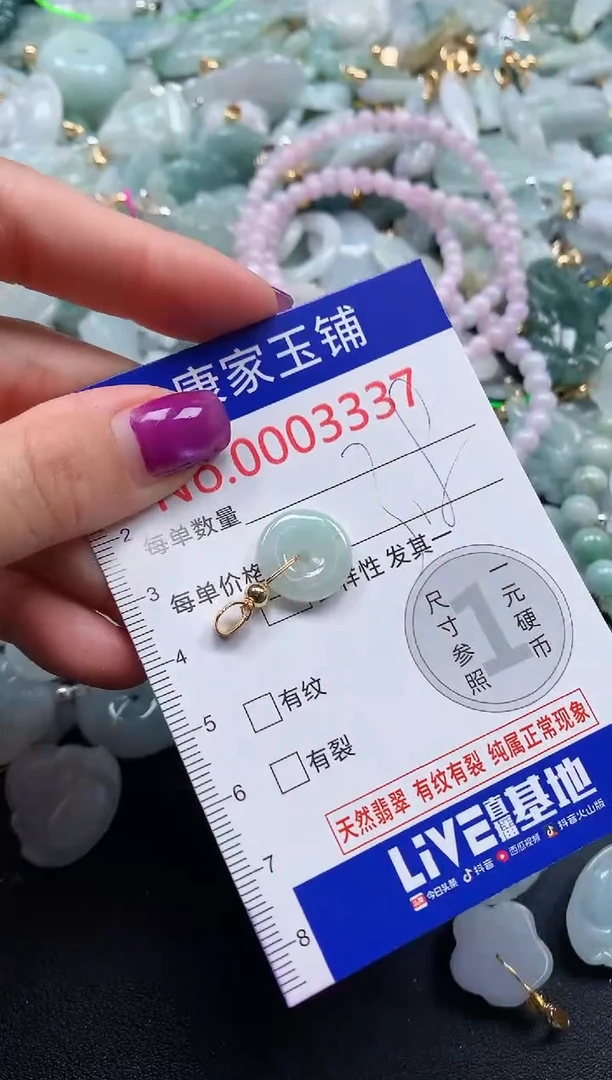 康家玉铺
No.0003337
每单数量
每单价格
样性 发其一
一元硬币
1
尺寸参照
有纹
有裂
天然翡翠 有纹有裂 纯属正常现象
LiVE直播基地
今日头条 抖音 西瓜视频 抖音火山版
2
3
4
5
6
7
8